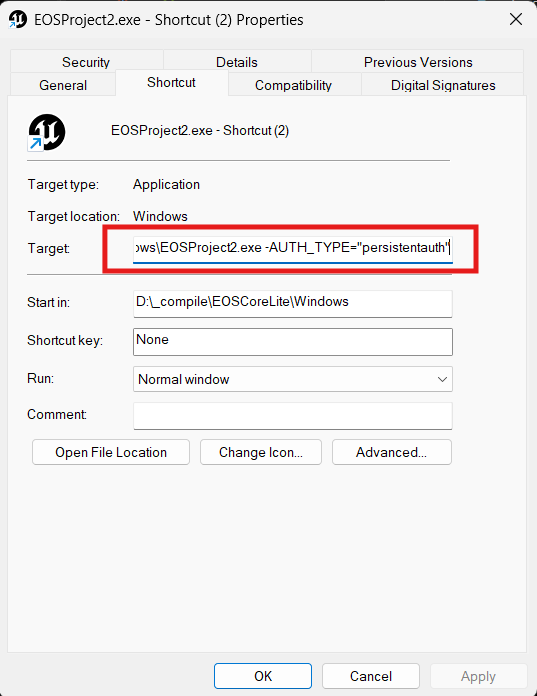 EOSProject2.exe - Shortcut (2) Properties
Security Details Previous Versions
General Shortcut Compatibility Digital Signatures
EOSProject2.exe - Shortcut (2)
Target type: Application
Target location: Windows
Target: ows\EOSProject2.exe -AUTH_TYPE="persistentauth"
Start in: D:\_compile\EOSCoreLite\Windows
Shortcut key: None
Run: Normal window
Comment:
Open File Location Change Icon... Advanced...
OK Cancel Apply